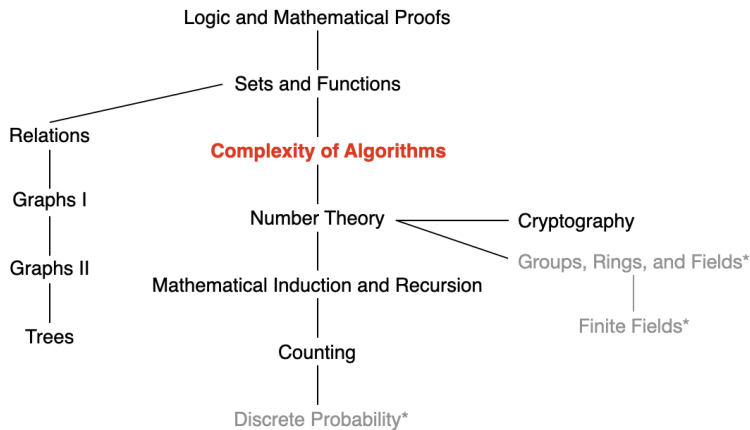 Logic and Mathematical Proofs
Sets and Functions
Relations
Complexity of Algorithms
Graphs I
Number Theory
Cryptography
Groups, Rings, and Fields*
Graphs II
Mathematical Induction and Recursion
Finite Fields*
Trees
Counting
Discrete Probability*